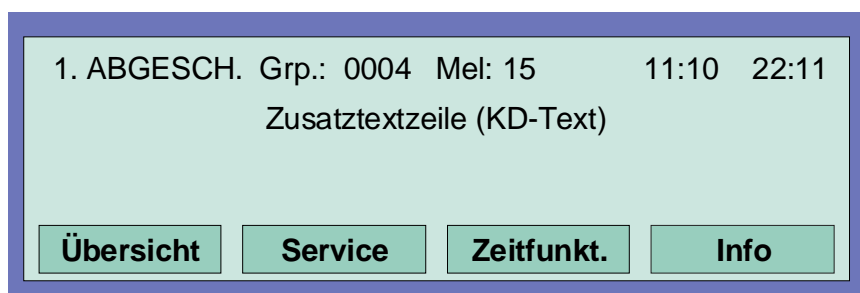 1. ABGESCH. Grp.: 0004 Mel: 15 11:10 22:11
Zusatztextzeile (KD-Text)
Übersicht Service Zeitfunkt. Info